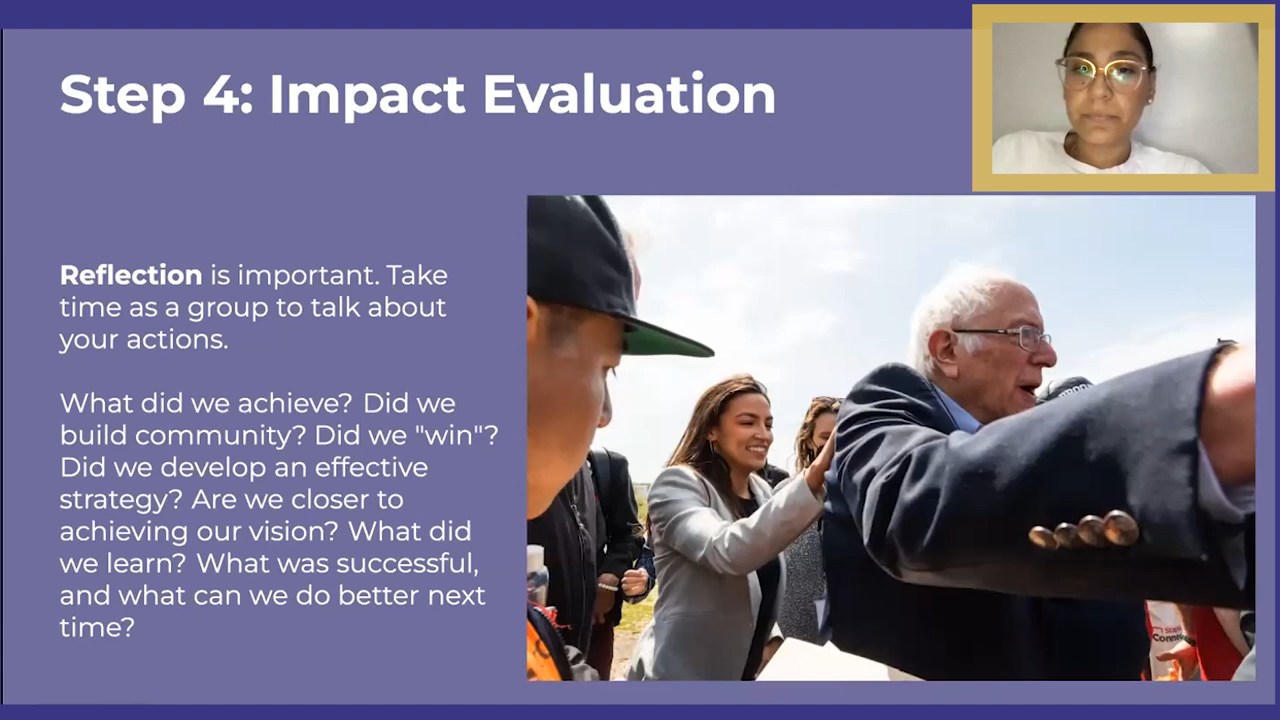 Step 4: Impact Evaluation
Reflection is important. Take
time as a group to talk about
your actions.
What did we achieve? Did we
build community? Did we "win"?
Did we develop an effective
strategy? Are we closer to
achieving our vision? What did
we learn? What was successful,
and what can we do better next
time?